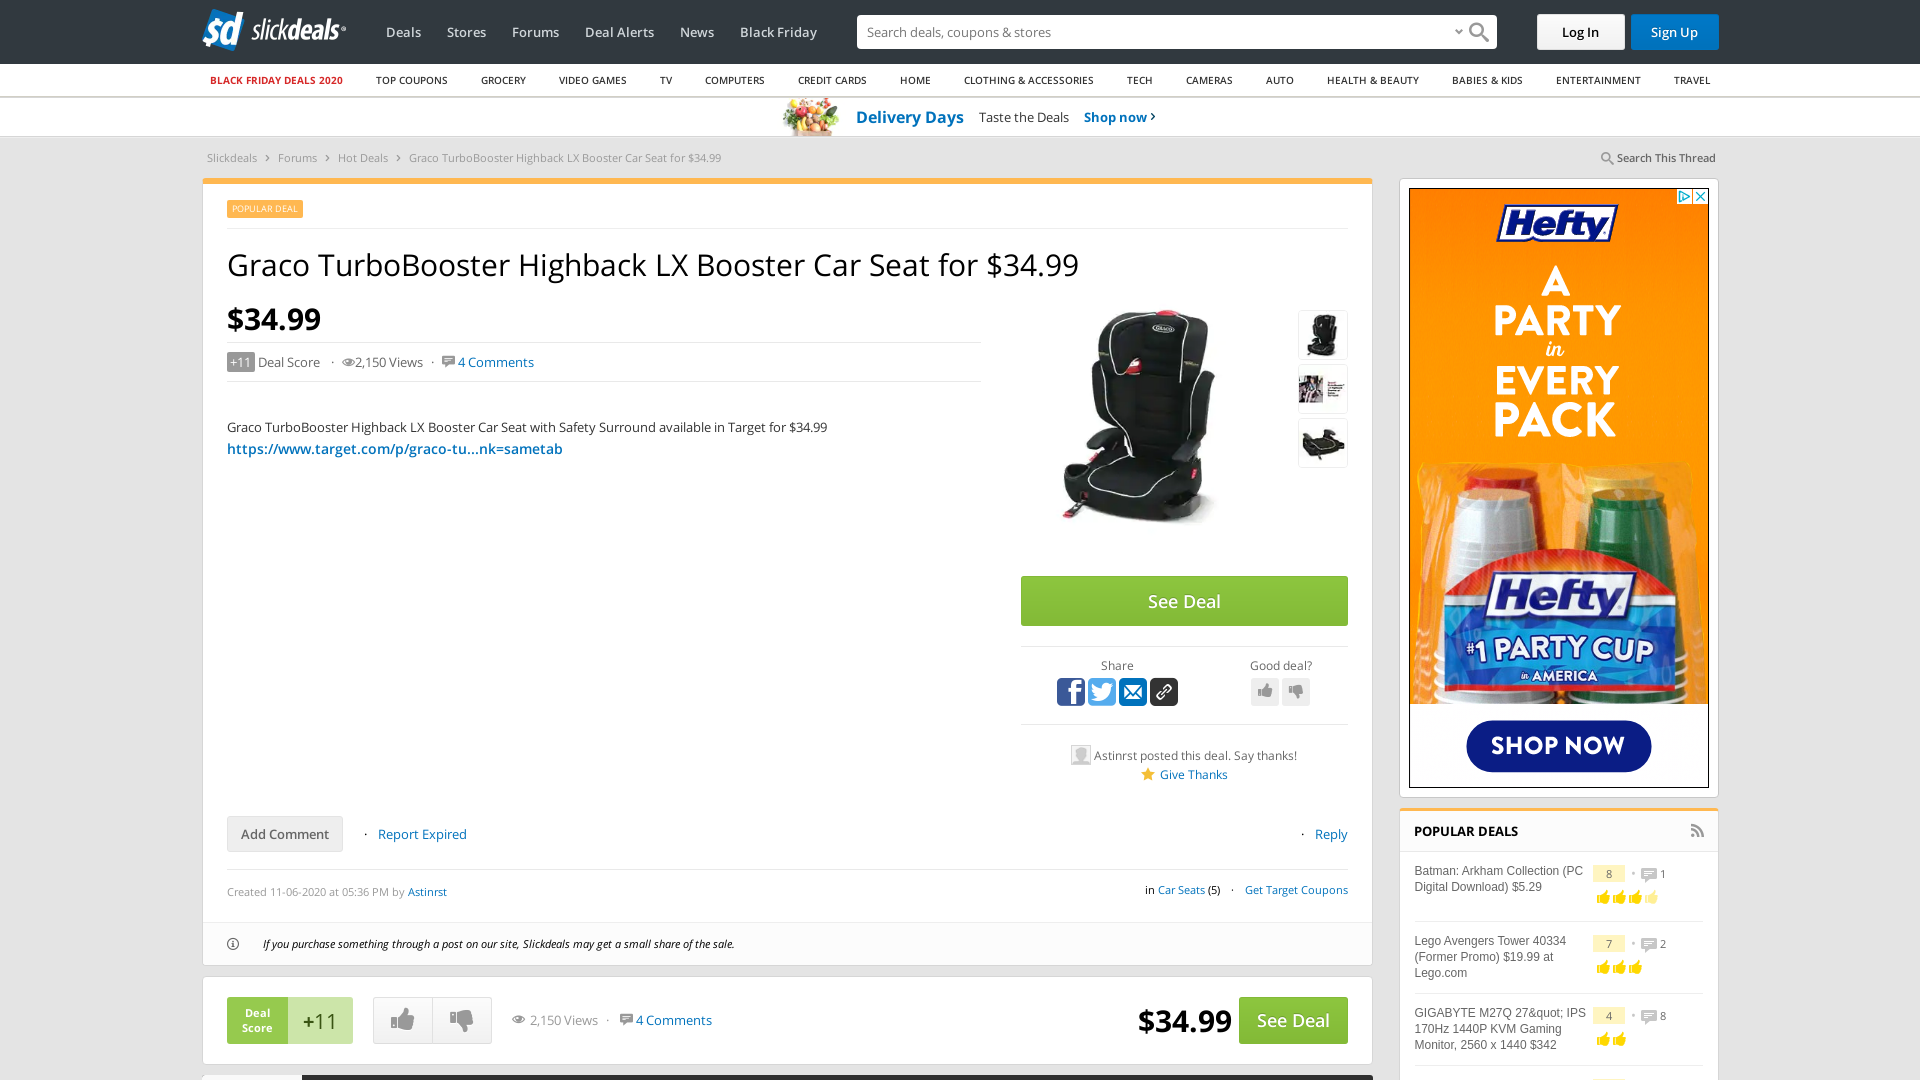 sd slickdeals
Deals Stores Forums Deal Alerts News Black Friday
Search deals, coupons & stores
Log In
Sign Up
BLACK FRIDAY DEALS 2020 TOP COUPONS GROCERY VIDEO GAMES TV COMPUTERS CREDIT CARDS HOME CLOTHING & ACCESSORIES TECH CAMERAS AUTO HEALTH & BEAUTY BABIES & KIDS ENTERTAINMENT TRAVEL
Delivery Days Taste the Deals Shop now ›
Slickdeals › Forums › Hot Deals › Graco TurboBooster Highback LX Booster Car Seat for $34.99
Search This Thread
POPULAR DEAL
Graco TurboBooster Highback LX Booster Car Seat for $34.99
$34.99
+11 Deal Score · 2,150 Views · 4 Comments
Graco TurboBooster Highback LX Booster Car Seat with Safety Surround available in Target for $34.99
https://www.target.com/p/graco-tu...nk=sametab
GRACO
See Deal
Share
Good deal?
Astinrst posted this deal. Say thanks!
Give Thanks
Add Comment · Report Expired
· Reply
Created 11-06-2020 at 05:36 PM by Astinrst
in Car Seats (5) · Get Target Coupons
If you purchase something through a post on our site, Slickdeals may get a small share of the sale.
Deal
Score
+11
2,150 Views · 4 Comments
$34.99
See Deal
Hefty
A
PARTY
in
EVERY
PACK
Hefty
#1 PARTY CUP
in AMERICA
SHOP NOW
POPULAR DEALS
Batman: Arkham Collection (PC
Digital Download) $5.29
8 • 1
Lego Avengers Tower 40334
(Former Promo) $19.99 at
Lego.com
7 • 2
GIGABYTE M27Q 27&quot; IPS
170Hz 1440P KVM Gaming
Monitor, 2560 x 1440 $342
4 • 8